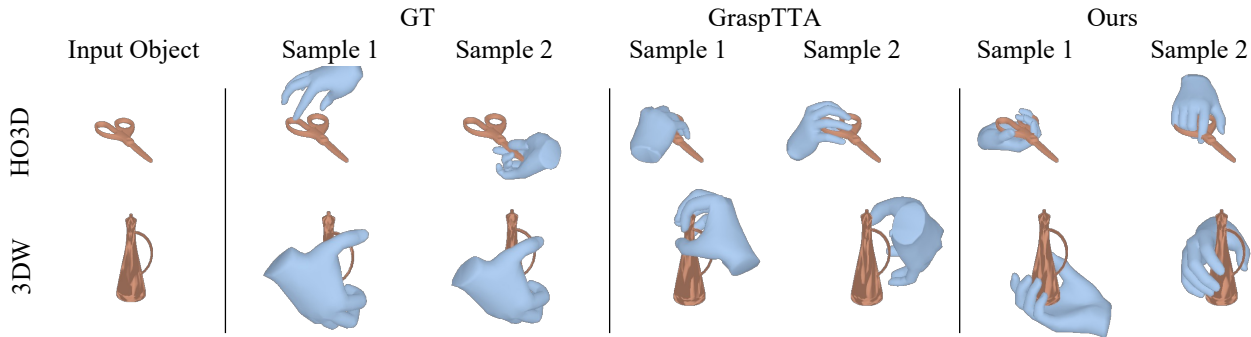 GT GraspTTA Ours
Input Object Sample 1 Sample 2 Sample 1 Sample 2 Sample 1 Sample 2
HO3D
3DW